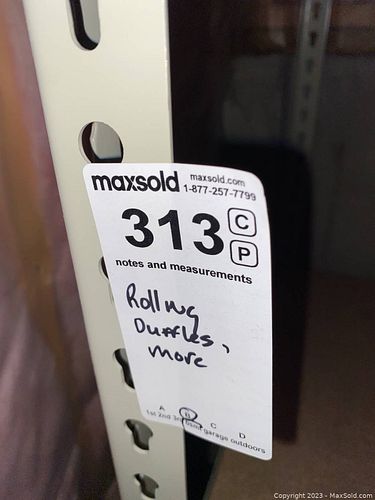 maxsold maxsold.com
1-877-257-7799
313 C
P
notes and measurements
Rolling
Duffles,
more
A B C D
1st 2nd 3rd bsmt garage outdoors
Copyright 2023 - MaxSold.com